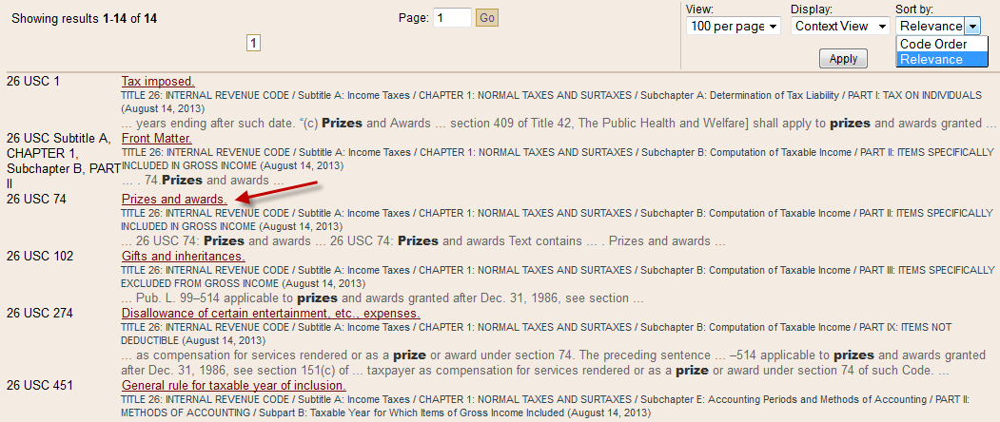 Showing results 1-14 of 14
Page: 1 Go
1
View:
100 per page
Display:
Context View
Sort by:
Relevance
Code Order
Relevance
Apply
26 USC 1
Tax imposed.
TITLE 26: INTERNAL REVENUE CODE / Subtitle A: Income Taxes / CHAPTER 1: NORMAL TAXES AND SURTAXES / Subchapter A: Determination of Tax Liability / PART I: TAX ON INDIVIDUALS
(August 14, 2013)
... years ending after such date. “(c) Prizes and Awards ... section 409 of Title 42, The Public Health and Welfare] shall apply to prizes and awards granted ...
26 USC Subtitle A,
CHAPTER 1,
Subchapter B, PART
II
Front Matter.
TITLE 26: INTERNAL REVENUE CODE / Subtitle A: Income Taxes / CHAPTER 1: NORMAL TAXES AND SURTAXES / Subchapter B: Computation of Taxable Income / PART II: ITEMS SPECIFICALLY
INCLUDED IN GROSS INCOME (August 14, 2013)
... . 74.Prizes and awards ...
26 USC 74
Prizes and awards.
TITLE 26: INTERNAL REVENUE CODE / Subtitle A: Income Taxes / CHAPTER 1: NORMAL TAXES AND SURTAXES / Subchapter B: Computation of Taxable Income / PART II: ITEMS SPECIFICALLY
INCLUDED IN GROSS INCOME (August 14, 2013)
... 26 USC 74: Prizes and awards ... 26 USC 74: Prizes and awards Text contains ... . Prizes and awards ...
26 USC 102
Gifts and inheritances.
TITLE 26: INTERNAL REVENUE CODE / Subtitle A: Income Taxes / CHAPTER 1: NORMAL TAXES AND SURTAXES / Subchapter B: Computation of Taxable Income / PART III: ITEMS SPECIFICALLY
EXCLUDED FROM GROSS INCOME (August 14, 2013)
... Pub. L. 99–514 applicable to prizes and awards granted after Dec. 31, 1986, see section ...
26 USC 274
Disallowance of certain entertainment, etc., expenses.
TITLE 26: INTERNAL REVENUE CODE / Subtitle A: Income Taxes / CHAPTER 1: NORMAL TAXES AND SURTAXES / Subchapter B: Computation of Taxable Income / PART IX: ITEMS NOT
DEDUCTIBLE (August 14, 2013)
... as compensation for services rendered or as a prize or award under section 74. The preceding sentence ... –514 applicable to prizes and awards granted
after Dec. 31, 1986, see section 151(c) of ... taxpayer as compensation for services rendered or as a prize or award under section 74 of such Code. ...
26 USC 451
General rule for taxable year of inclusion.
TITLE 26: INTERNAL REVENUE CODE / Subtitle A: Income Taxes / CHAPTER 1: NORMAL TAXES AND SURTAXES / Subchapter E: Accounting Periods and Methods of Accounting / PART II:
METHODS OF ACCOUNTING / Subpart B: Taxable Year for Which Items of Gross Income Included (August 14, 2013)